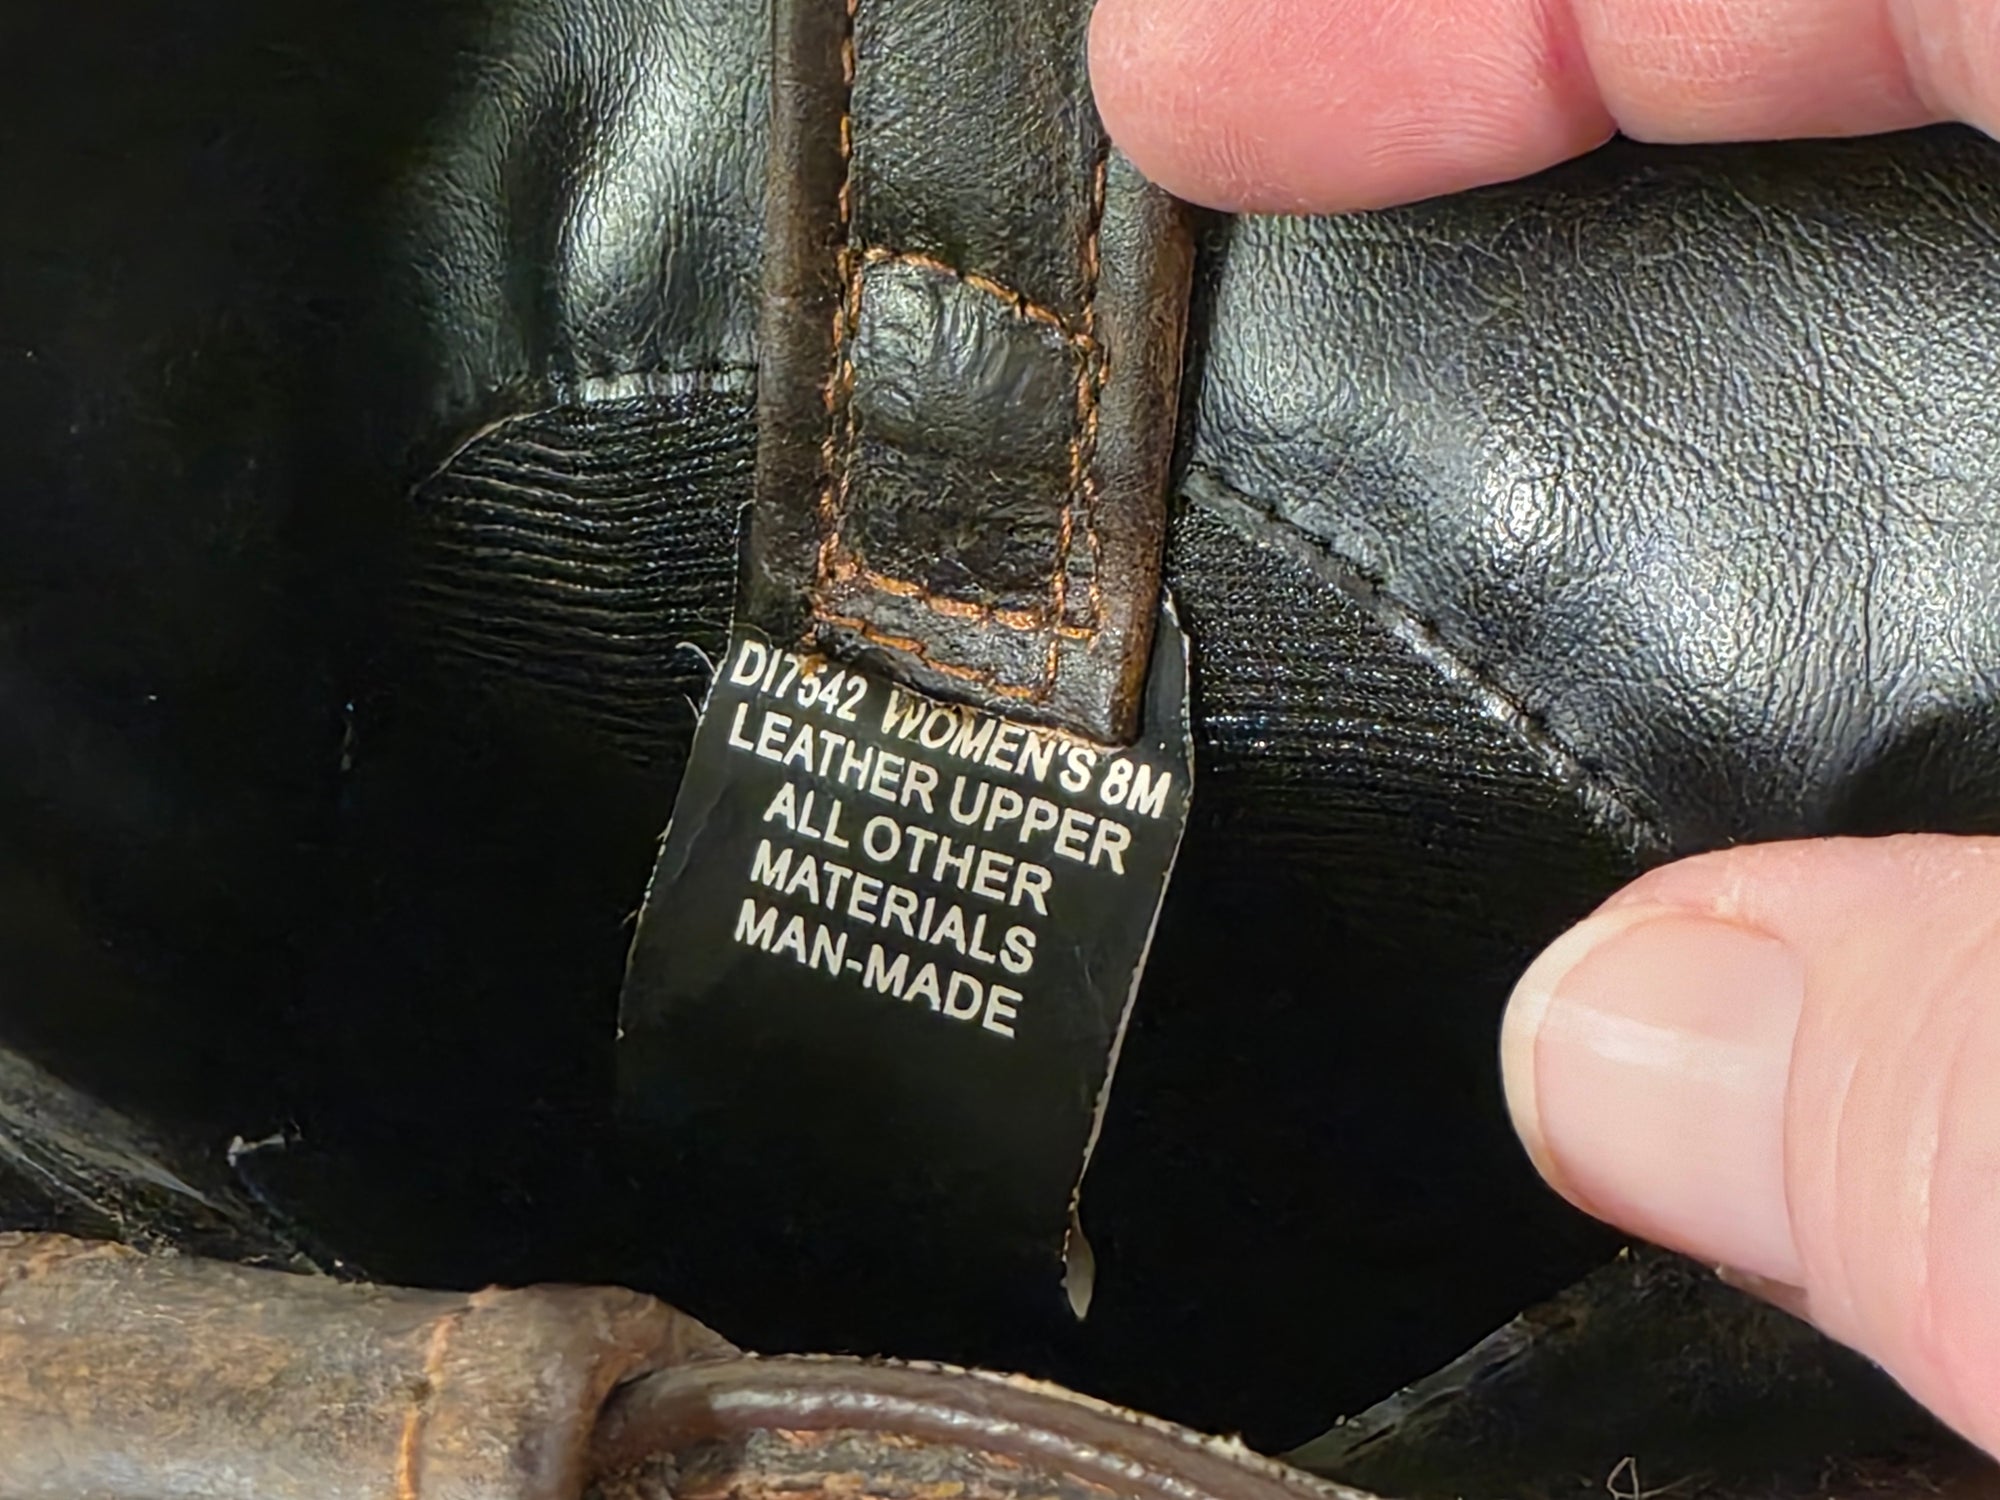 DI7542 WOMEN'S 8M
LEATHER UPPER
ALL OTHER
MATERIALS
MAN-MADE